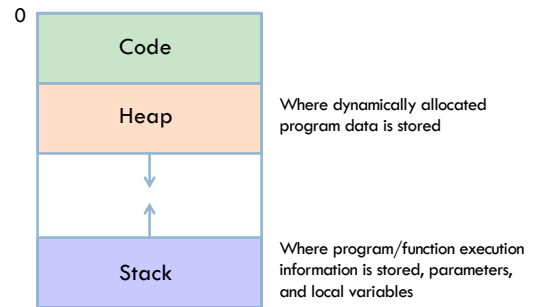 0
Code
Heap
Where dynamically allocated
program data is stored
Stack
Where program/function execution
information is stored, parameters,
and local variables